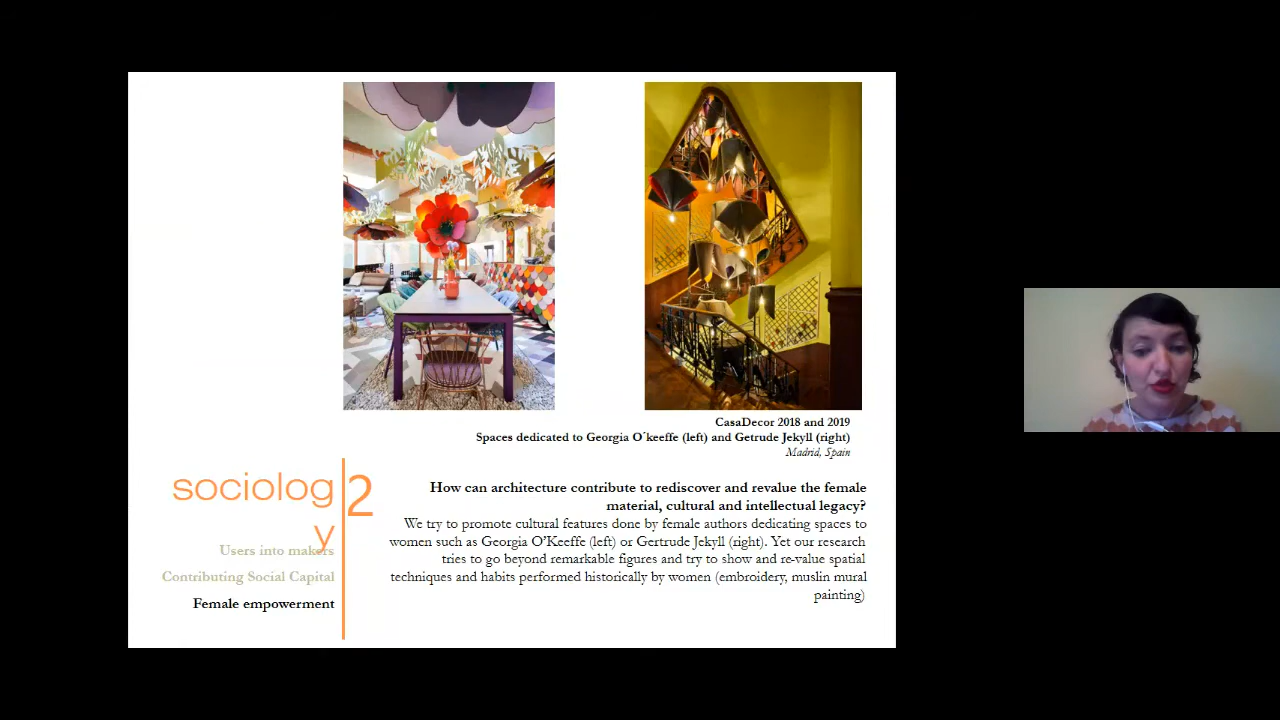 CasaDecor 2018 and 2019
Spaces dedicated to Georgia O´keeffe (left) and Getrude Jekyll (right)
Madrid, Spain
sociolog
y
2
Users into makers
Contributing Social Capital
Female empowerment
How can architecture contribute to rediscover and revalue the female
material, cultural and intellectual legacy?
We try to promote cultural features done by female authors dedicating spaces to
women such as Georgia O’Keeffe (left) or Gertrude Jekyll (right). Yet our research
tries to go beyond remarkable figures and try to show and re-value spatial
techniques and habits performed historically by women (embroidery, muslin mural
painting)